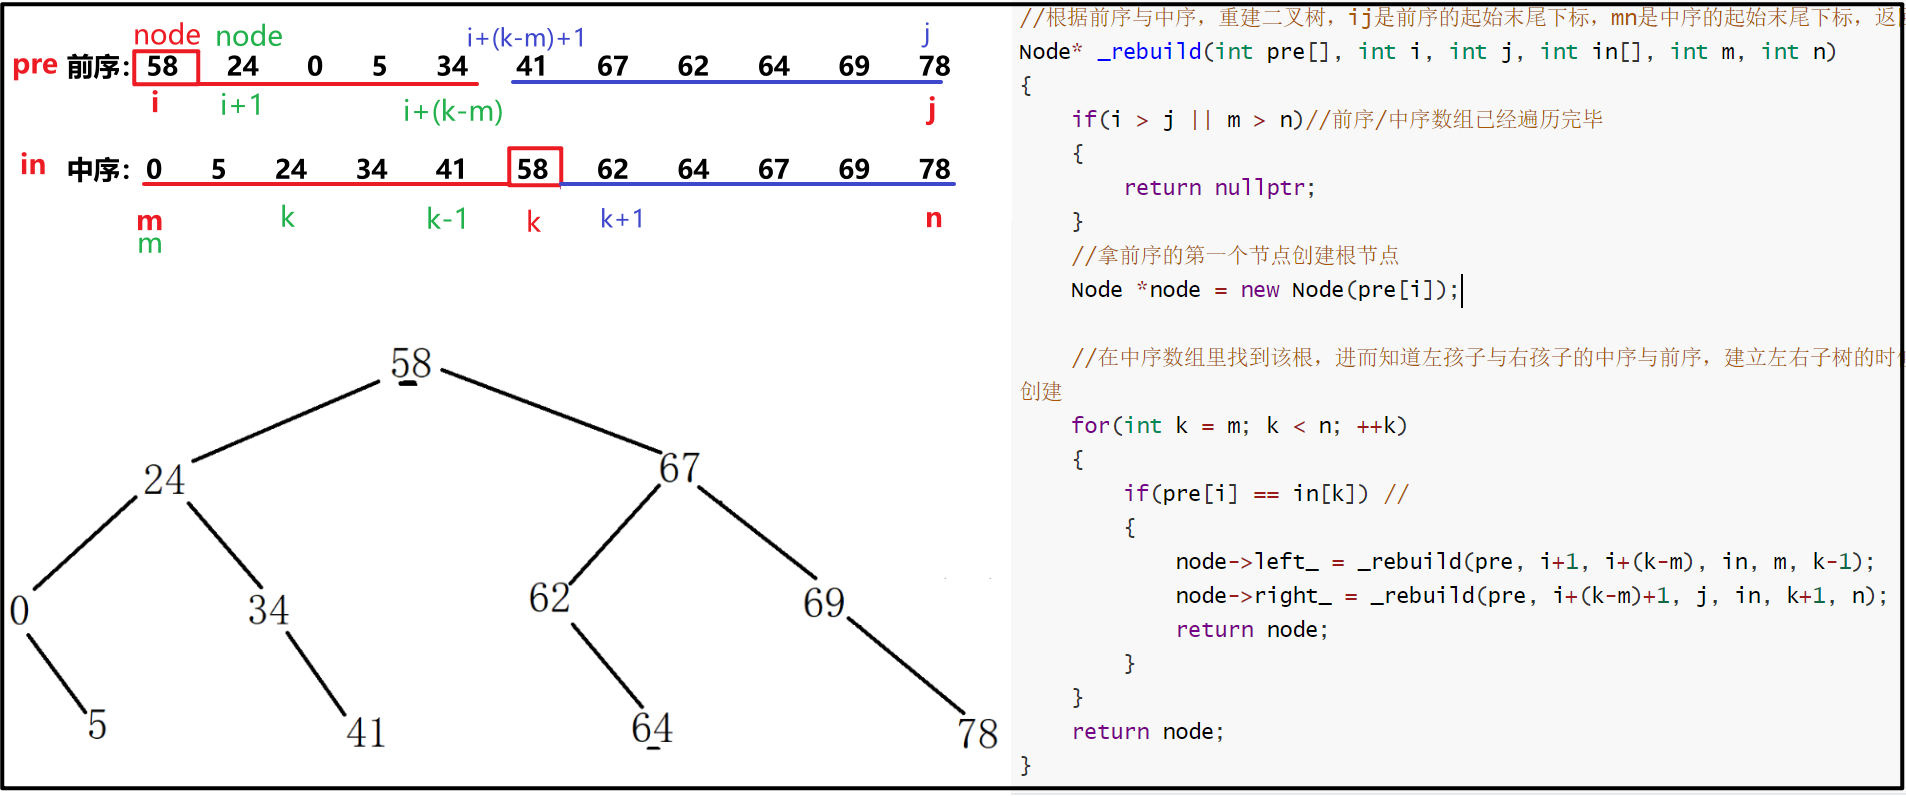 node node i+(k-m)+1 j
pre 前序: 58 24 0 5 34 41 67 62 64 69 78
i i+1 i+(k-m) j
in 中序: 0 5 24 34 41 58 62 64 67 69 78
m k k-1 k k+1 n
m
58
24 67
0 34 62 69
5 41 64 78
//根据前序与中序，重建二叉树，ij是前序的起始末尾下标，mn是中序的起始末尾下标，返
Node* _rebuild(int pre[], int i, int j, int in[], int m, int n)
{
if(i > j || m > n)//前序/中序数组已经遍历完毕
{
return nullptr;
}
//拿前序的第一个节点创建根节点
Node *node = new Node(pre[i]);
//在中序数组里找到该根，进而知道左孩子与右孩子的中序与前序，建立左右子树的时
创建
for(int k = m; k < n; ++k)
{
if(pre[i] == in[k]) //
{
node->left_ = _rebuild(pre, i+1, i+(k-m), in, m, k-1);
node->right_ = _rebuild(pre, i+(k-m)+1, j, in, k+1, n);
return node;
}
}
return node;
}